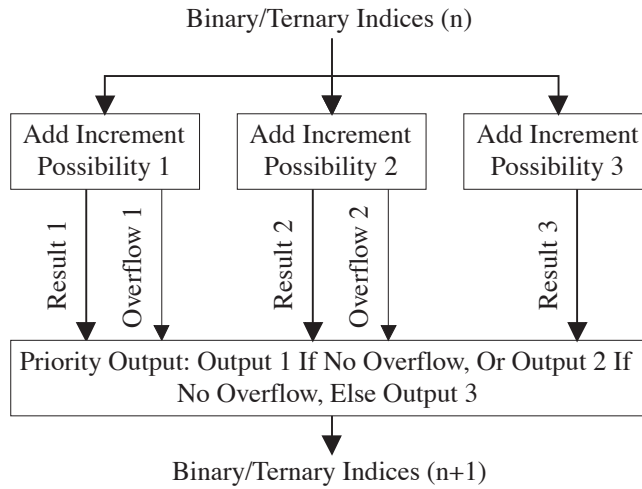 Binary/Ternary Indices (n)
Add Increment
Possibility 1
Add Increment
Possibility 2
Add Increment
Possibility 3
Result 1
Overflow 1
Result 2
Overflow 2
Result 3
Priority Output: Output 1 If No Overflow, Or Output 2 If
No Overflow, Else Output 3
Binary/Ternary Indices (n+1)